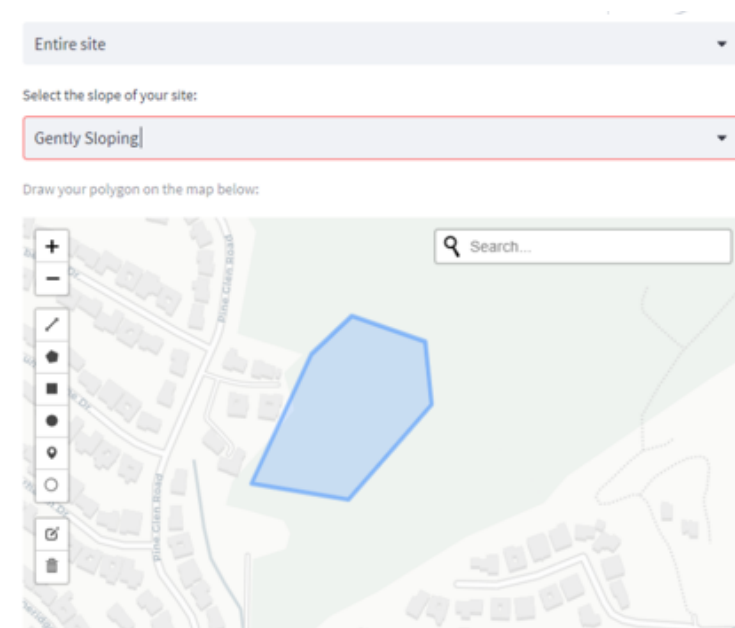 Entire site
Select the slope of your site:
Gently Sloping
Draw your polygon on the map below:
+
Search...
−
Pine Glen Road
Pine Glen Road